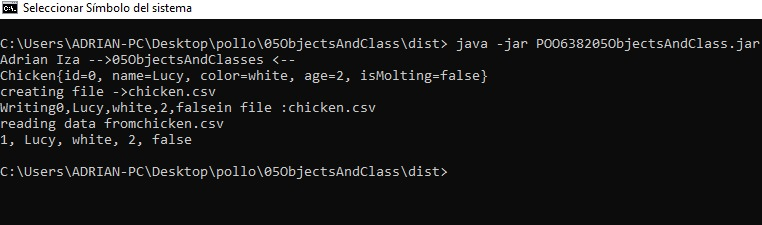 Seleccionar Símbolo del sistema
C:\Users\ADRIAN-PC\Desktop\pollo\05ObjectsAndClass\dist> java -jar POO638205ObjectsAndClass.jar
Adrian Iza -->05ObjectsAndClasses <--
Chicken{id=0, name=Lucy, color=white, age=2, isMolting=false}
creating file ->chicken.csv
Writing0,Lucy,white,2,falsein file :chicken.csv
reading data fromchicken.csv
1, Lucy, white, 2, false
C:\Users\ADRIAN-PC\Desktop\pollo\05ObjectsAndClass\dist>